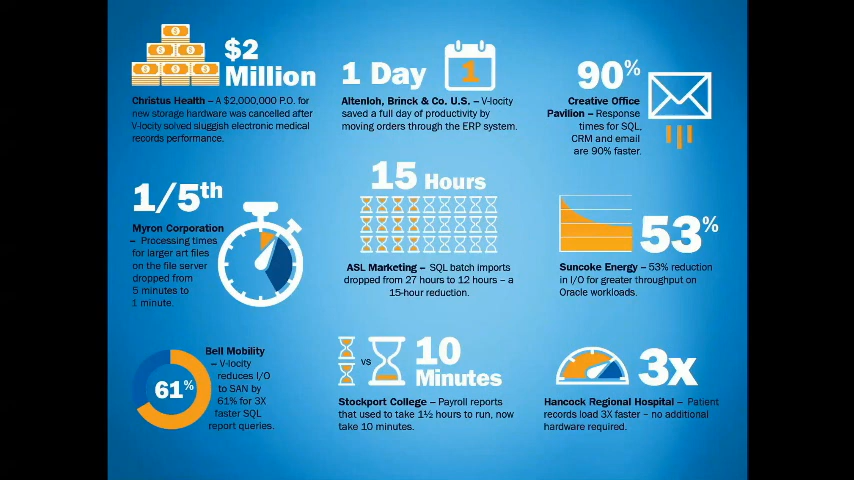 $2
Million
Christus Health – A $2,000,000 P.O. for
new storage hardware was cancelled after
V-locity solved sluggish electronic medical
records performance.
1 Day
1
Altenloh, Brinck & Co. U.S. – V-locity
saved a full day of productivity by
moving orders through the ERP system.
90%
Creative Office
Pavilion – Response
times for SQL,
CRM and email
are 90% faster.
1/5th
Myron Corporation
– Processing times
for larger art files
on the file server
dropped from
5 minutes to
1 minute.
15 Hours
ASL Marketing – SQL batch imports
dropped from 27 hours to 12 hours – a
15-hour reduction.
53%
Suncoke Energy – 53% reduction
in I/O for greater throughput on
Oracle workloads.
61%
Bell Mobility
– V-locity
reduces I/O
to SAN by
61% for 3X
faster SQL
report queries.
vs
10
Minutes
Stockport College – Payroll reports
that used to take 1½ hours to run, now
take 10 minutes.
3x
Hancock Regional Hospital – Patient
records load 3X faster – no additional
hardware required.